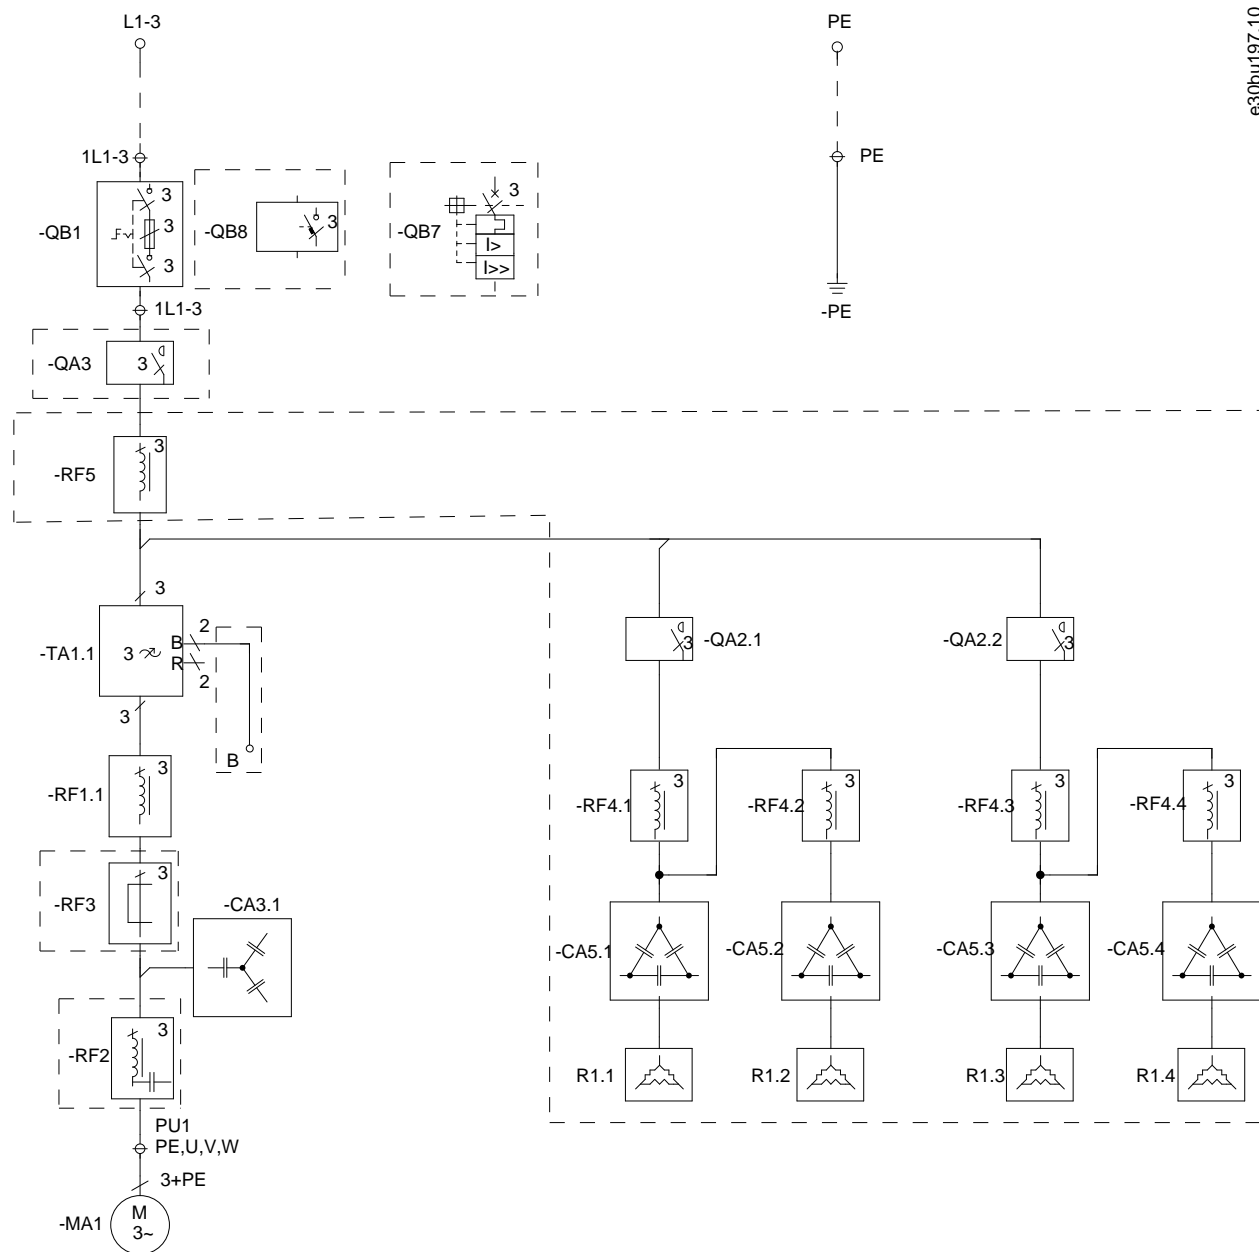 L1-3
PE
e30bu197.10
1L1-3
PE
3
3
3
-QB1
-QB8
3
-QB7
3
I>
I>>
1L1-3
-PE
-QA3
3
-RF5
3
3
-TA1.1
3
B
R
2
2
3
B
-QA2.1
3
-QA2.2
3
-RF1.1
3
-RF4.1
3
-RF4.2
3
-RF4.3
3
-RF4.4
3
-RF3
3
-CA3.1
-CA5.1
-CA5.2
-CA5.3
-CA5.4
-RF2
3
R1.1
R1.2
R1.3
R1.4
PU1
PE,U,V,W
3+PE
-MA1
M
3~